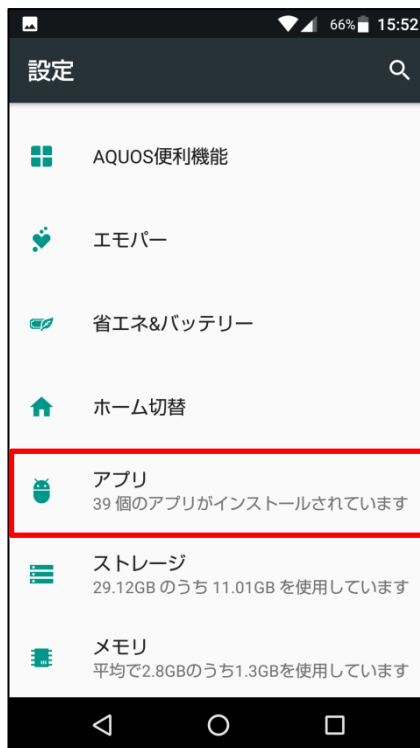 66% 15:52
設定
AQUOS便利機能
エモパー
省エネ&バッテリー
ホーム切替
アプリ
39 個のアプリがインストールされています
ストレージ
29.12GB のうち 11.01GB を使用しています
メモリ
平均で2.8GBのうち1.3GBを使用しています